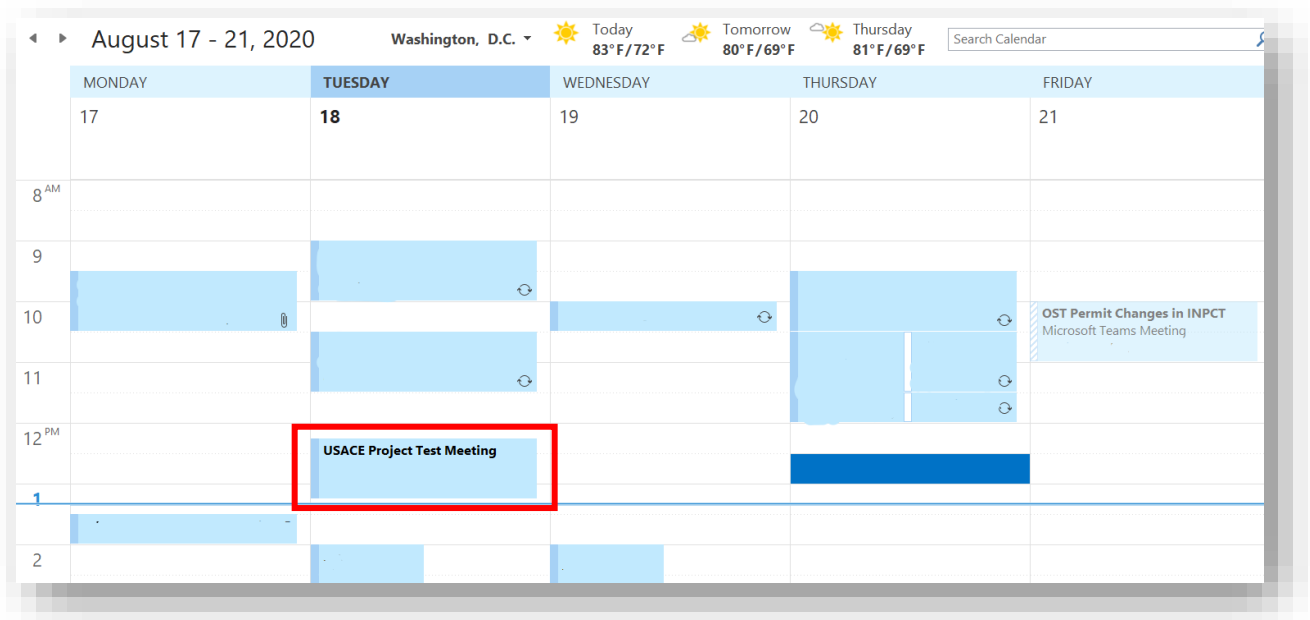 August 17 - 21, 2020
Washington, D.C.
Today
83°F/72°F
Tomorrow
80°F/69°F
Thursday
81°F/69°F
Search Calendar
MONDAY
TUESDAY
WEDNESDAY
THURSDAY
FRIDAY
17
18
19
20
21
8 AM
9
10
OST Permit Changes in INPCT
Microsoft Teams Meeting
11
12 PM
USACE Project Test Meeting
1
2